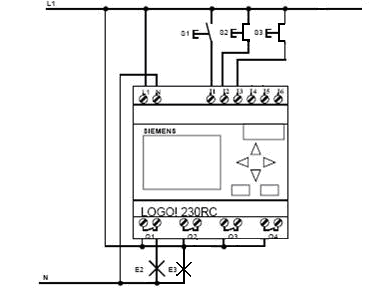 L1
S1 S2 S3
L1 N I1 I2 I3 I4 I5 I6
SIEMENS
LOGO! 230RC
Q1 Q2 Q3 Q4
E2 E3
N